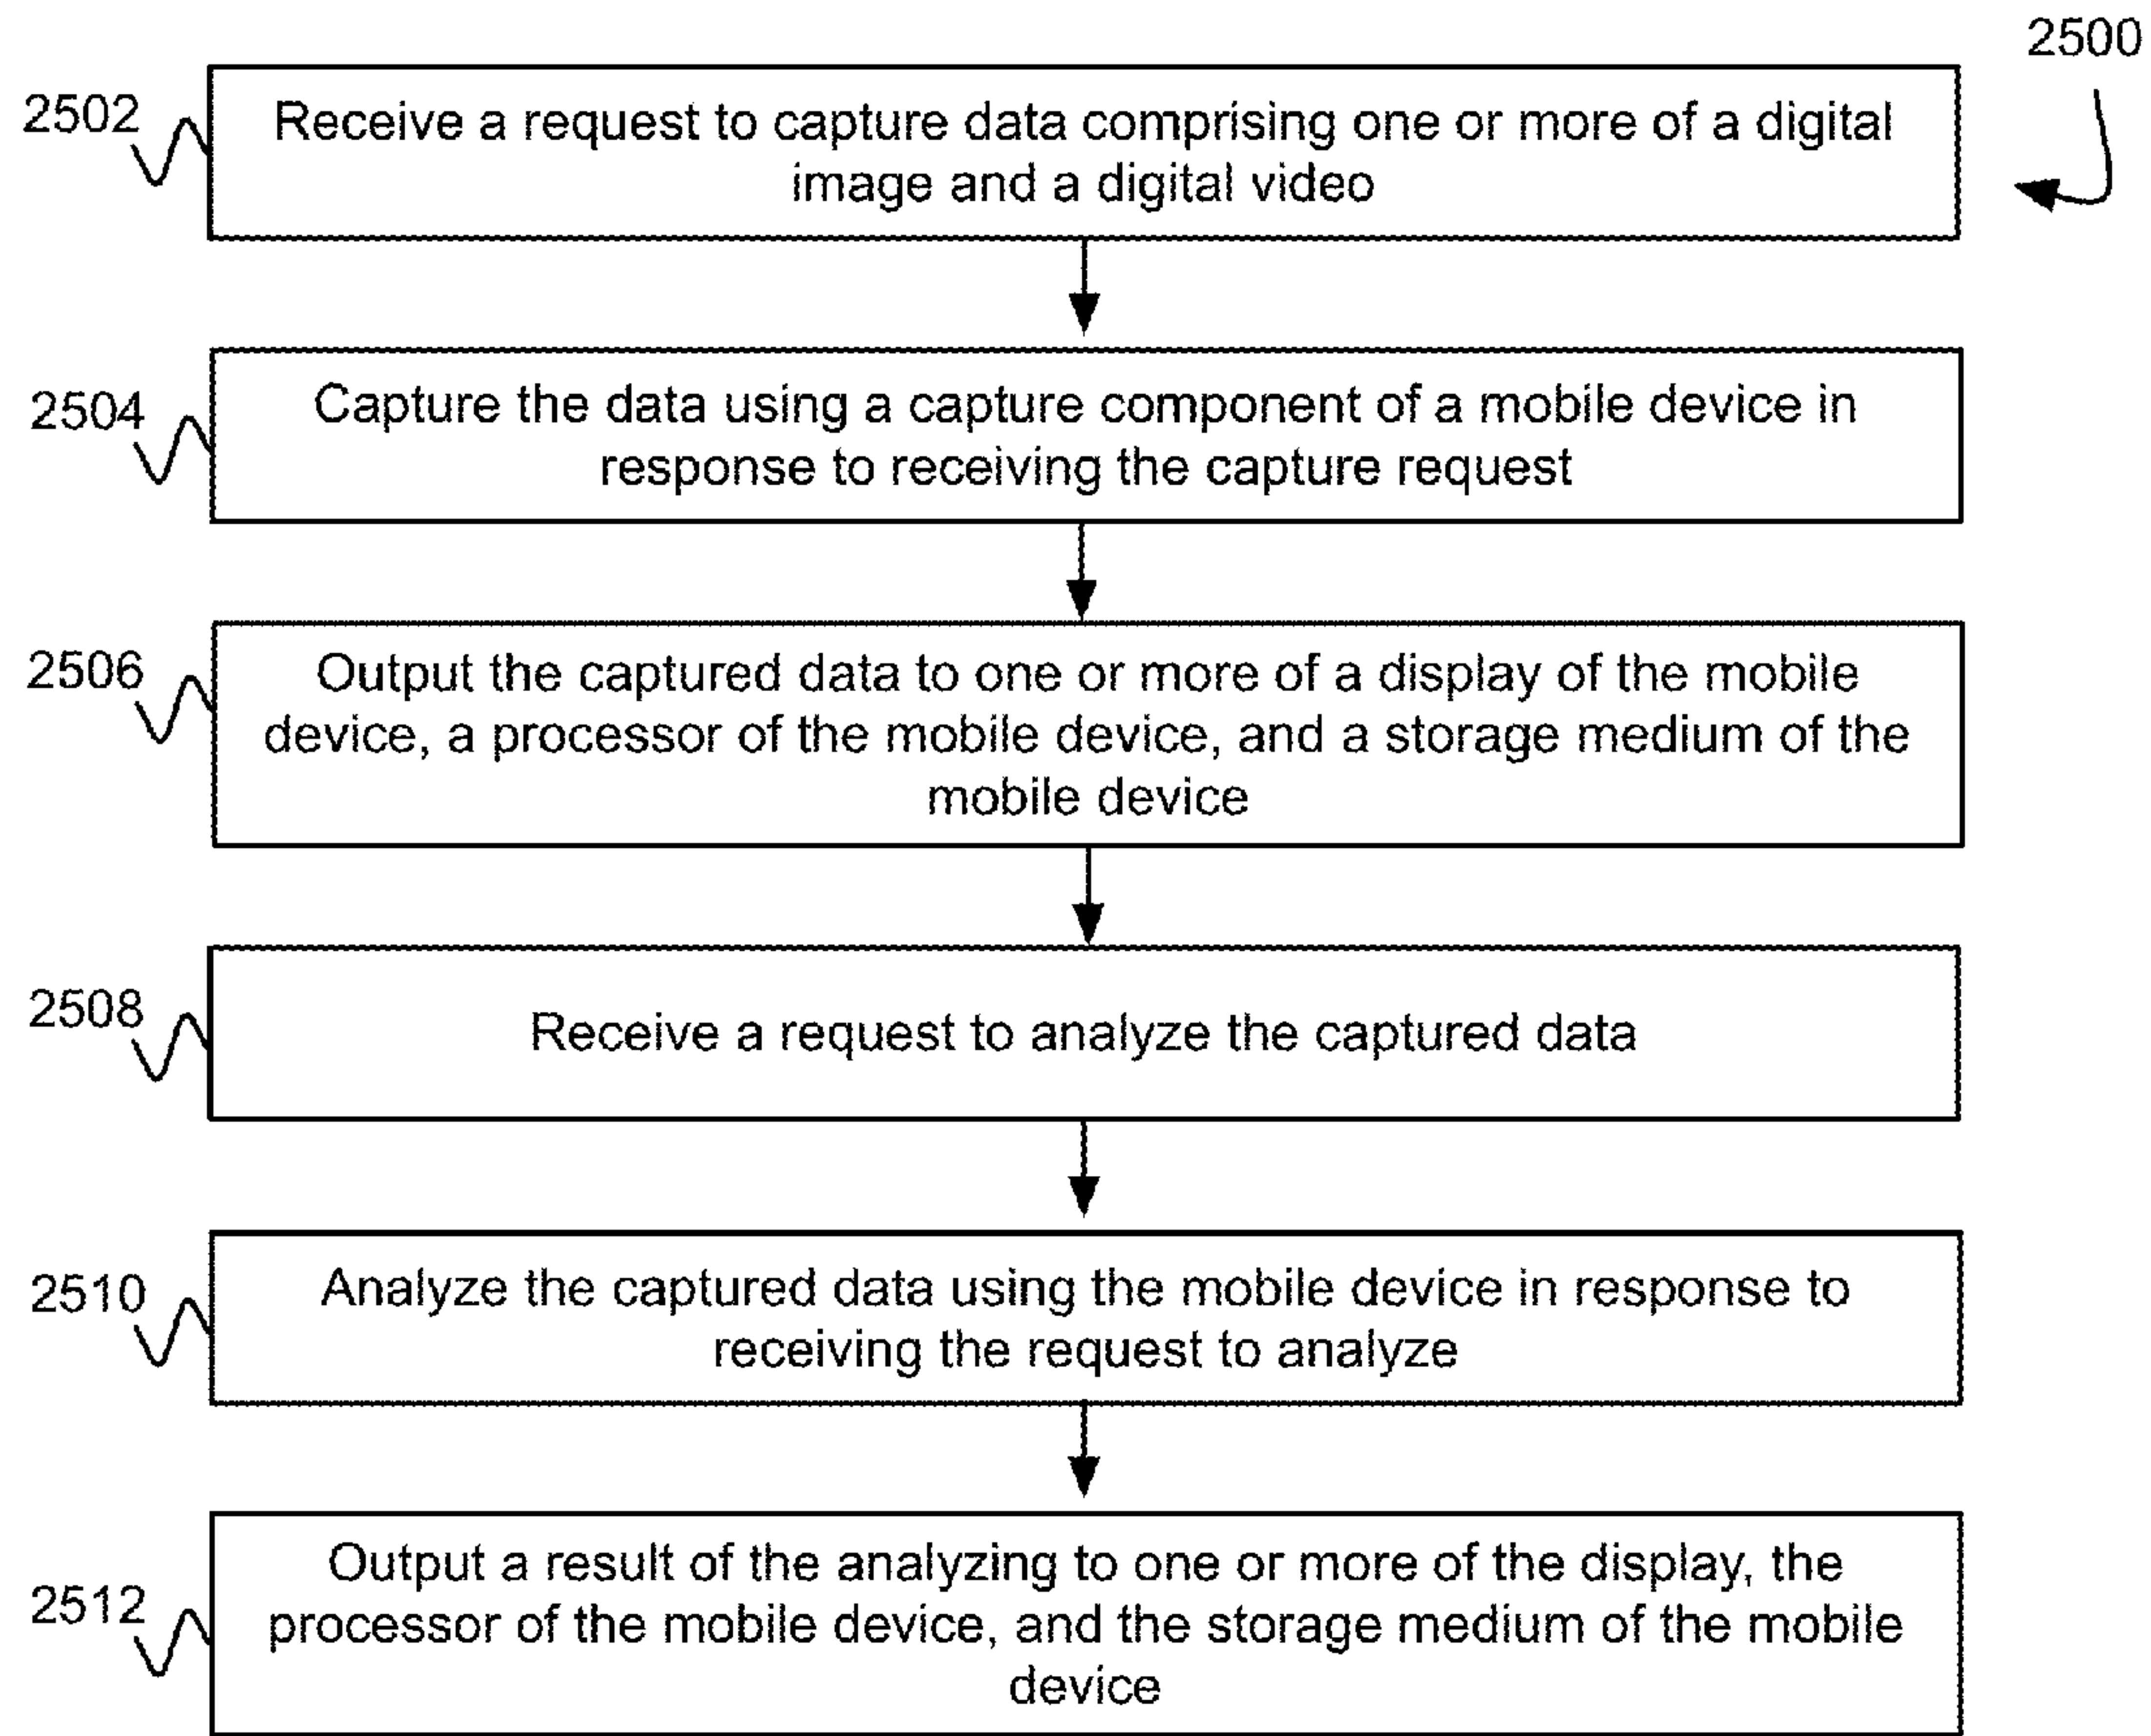 2500
2502
Receive a request to capture data comprising one or more of a digital
image and a digital video
2504
Capture the data using a capture component of a mobile device in
response to receiving the capture request
2506
Output the captured data to one or more of a display of the mobile
device, a processor of the mobile device, and a storage medium of the
mobile device
2508
Receive a request to analyze the captured data
2510
Analyze the captured data using the mobile device in response to
receiving the request to analyze
2512
Output a result of the analyzing to one or more of the display, the
processor of the mobile device, and the storage medium of the mobile
device